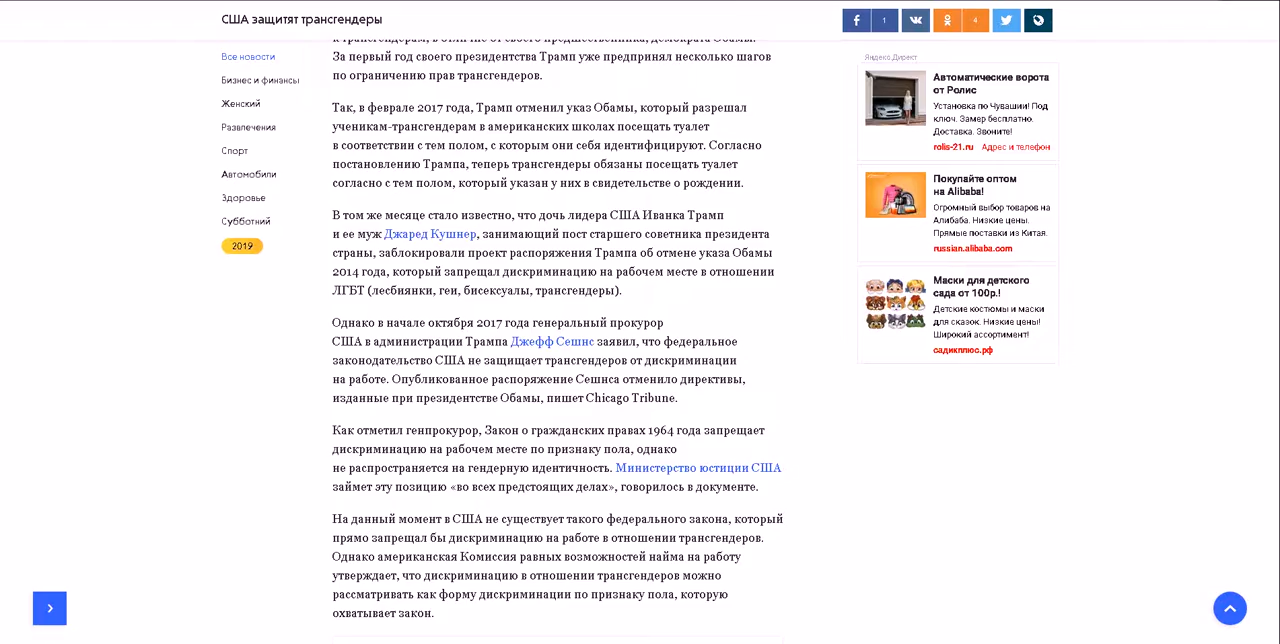 США защитят трансгендеры
1
4
Все новости
Бизнес и финансы
Женский
Развлечения
Спорт
Автомобили
Здоровье
Субботний
2019
к трансгендерам, в отличие от своего предшественника, демократа Обамы.
За первый год своего президентства Трамп уже предпринял несколько шагов
по ограничению прав трансгендеров.
Так, в феврале 2017 года, Трамп отменил указ Обамы, который разрешал
ученикам-трансгендерам в американских школах посещать туалет
в соответствии с тем полом, с которым они себя идентифицируют. Согласно
постановлению Трампа, теперь трансгендеры обязаны посещать туалет
согласно с тем полом, который указан у них в свидетельстве о рождении.
В том же месяце стало известно, что дочь лидера США Иванка Трамп
и ее муж Джаред Кушнер, занимающий пост старшего советника президента
страны, заблокировали проект распоряжения Трампа об отмене указа Обамы
2014 года, который запрещал дискриминацию на рабочем месте в отношении
ЛГБТ (лесбиянки, геи, бисексуалы, трансгендеры).
Однако в начале октября 2017 года генеральный прокурор
США в администрации Трампа Джефф Сешнс заявил, что федеральное
законодательство США не защищает трансгендеров от дискриминации
на работе. Опубликованное распоряжение Сешнса отменило директивы,
изданные при президентстве Обамы, пишет Chicago Tribune.
Как отметил генпрокурор, Закон о гражданских правах 1964 года запрещает
дискриминацию на рабочем месте по признаку пола, однако
не распространяется на гендерную идентичность. Министерство юстиции США
займет эту позицию «во всех предстоящих делах», говорилось в документе.
На данный момент в США не существует такого федерального закона, который
прямо запрещал бы дискриминацию на работе в отношении трансгендеров.
Однако американская Комиссия равных возможностей найма на работу
утверждает, что дискриминацию в отношении трансгендеров можно
рассматривать как форму дискриминации по признаку пола, которую
охватывает закон.
Яндекс.Директ
Автоматические ворота
от Ролис
Установка по Чувашии! Под
ключ. Замер бесплатно.
Доставка. Звоните!
rolis-21.ru Адрес и телефон
Покупайте оптом
на Alibaba!
Огромный выбор товаров на
Алибаба. Низкие цены.
Прямые поставки из Китая.
russian.alibaba.com
Маски для детского
сада от 100р.!
Детские костюмы и маски
для сказок. Низкие цены!
Широкий ассортимент!
садикплюс.рф